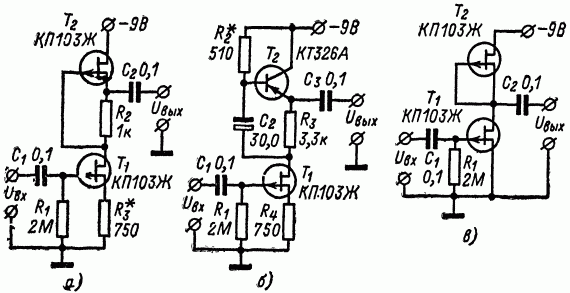 T₂
КП103Ж
-9В
C₂ 0,1
R₂
1к
Uвых
C₁ 0,1
T₁
КП103Ж
Uвх
R₁
2М
R₃*
750
а)
R₂*
510
-9В
T₂
КТ326А
C₃ 0,1
Uвых
C₂
30,0
R₃
3,3к
C₁ 0,1
T₁
КП103Ж
Uвх
R₁
2М
R₄
750
б)
T₂
КП103Ж
-9В
C₂ 0,1
T₁
КП103Ж
Uвых
Uвх
C₁
0,1
R₁
2М
в)